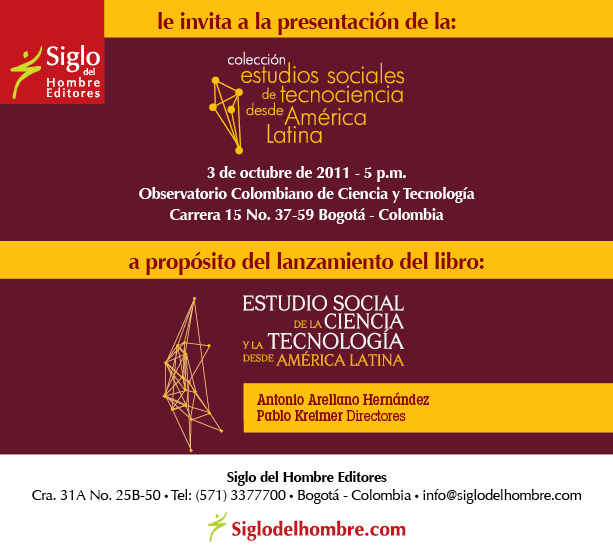 le invita a la presentación de la:
Siglo
del
Hombre
Editores
colección
estudios sociales
de tecnociencia
desde América
Latina
3 de octubre de 2011 - 5 p.m.
Observatorio Colombiano de Ciencia y Tecnología
Carrera 15 No. 37-59 Bogotá - Colombia
a propósito del lanzamiento del libro:
ESTUDIO SOCIAL
DE LA CIENCIA
Y LA TECNOLOGÍA
DESDE AMÉRICA LATINA
Antonio Arellano Hernández
Pablo Kreimer Directores
Siglo del Hombre Editores
Cra. 31A No. 25B-50 • Tel: (571) 3377700 • Bogotá - Colombia • info@siglodelhombre.com
Siglodelhombre.com